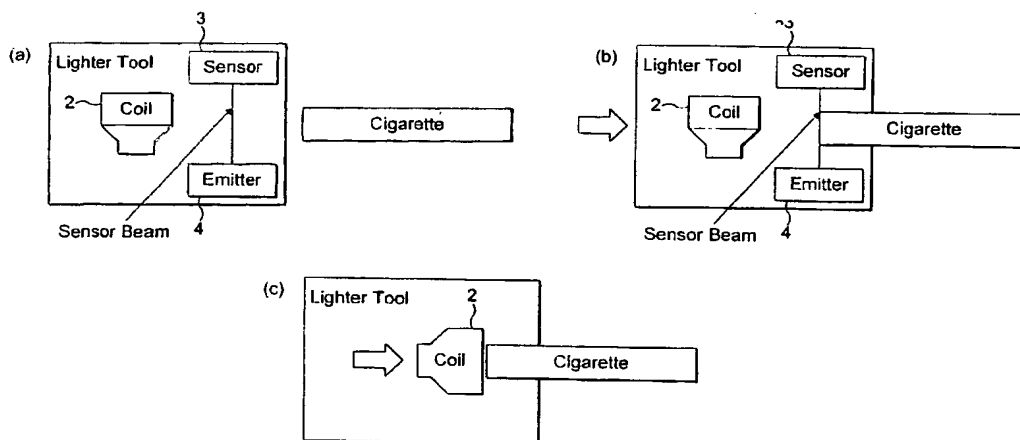 (a)
3
Lighter Tool
Sensor
2
Coil
Cigarette
Emitter
4
Sensor Beam
(b)
Lighter Tool
Sensor
2
Coil
Cigarette
Emitter
4
Sensor Beam
(c)
Lighter Tool
2
Coil
Cigarette